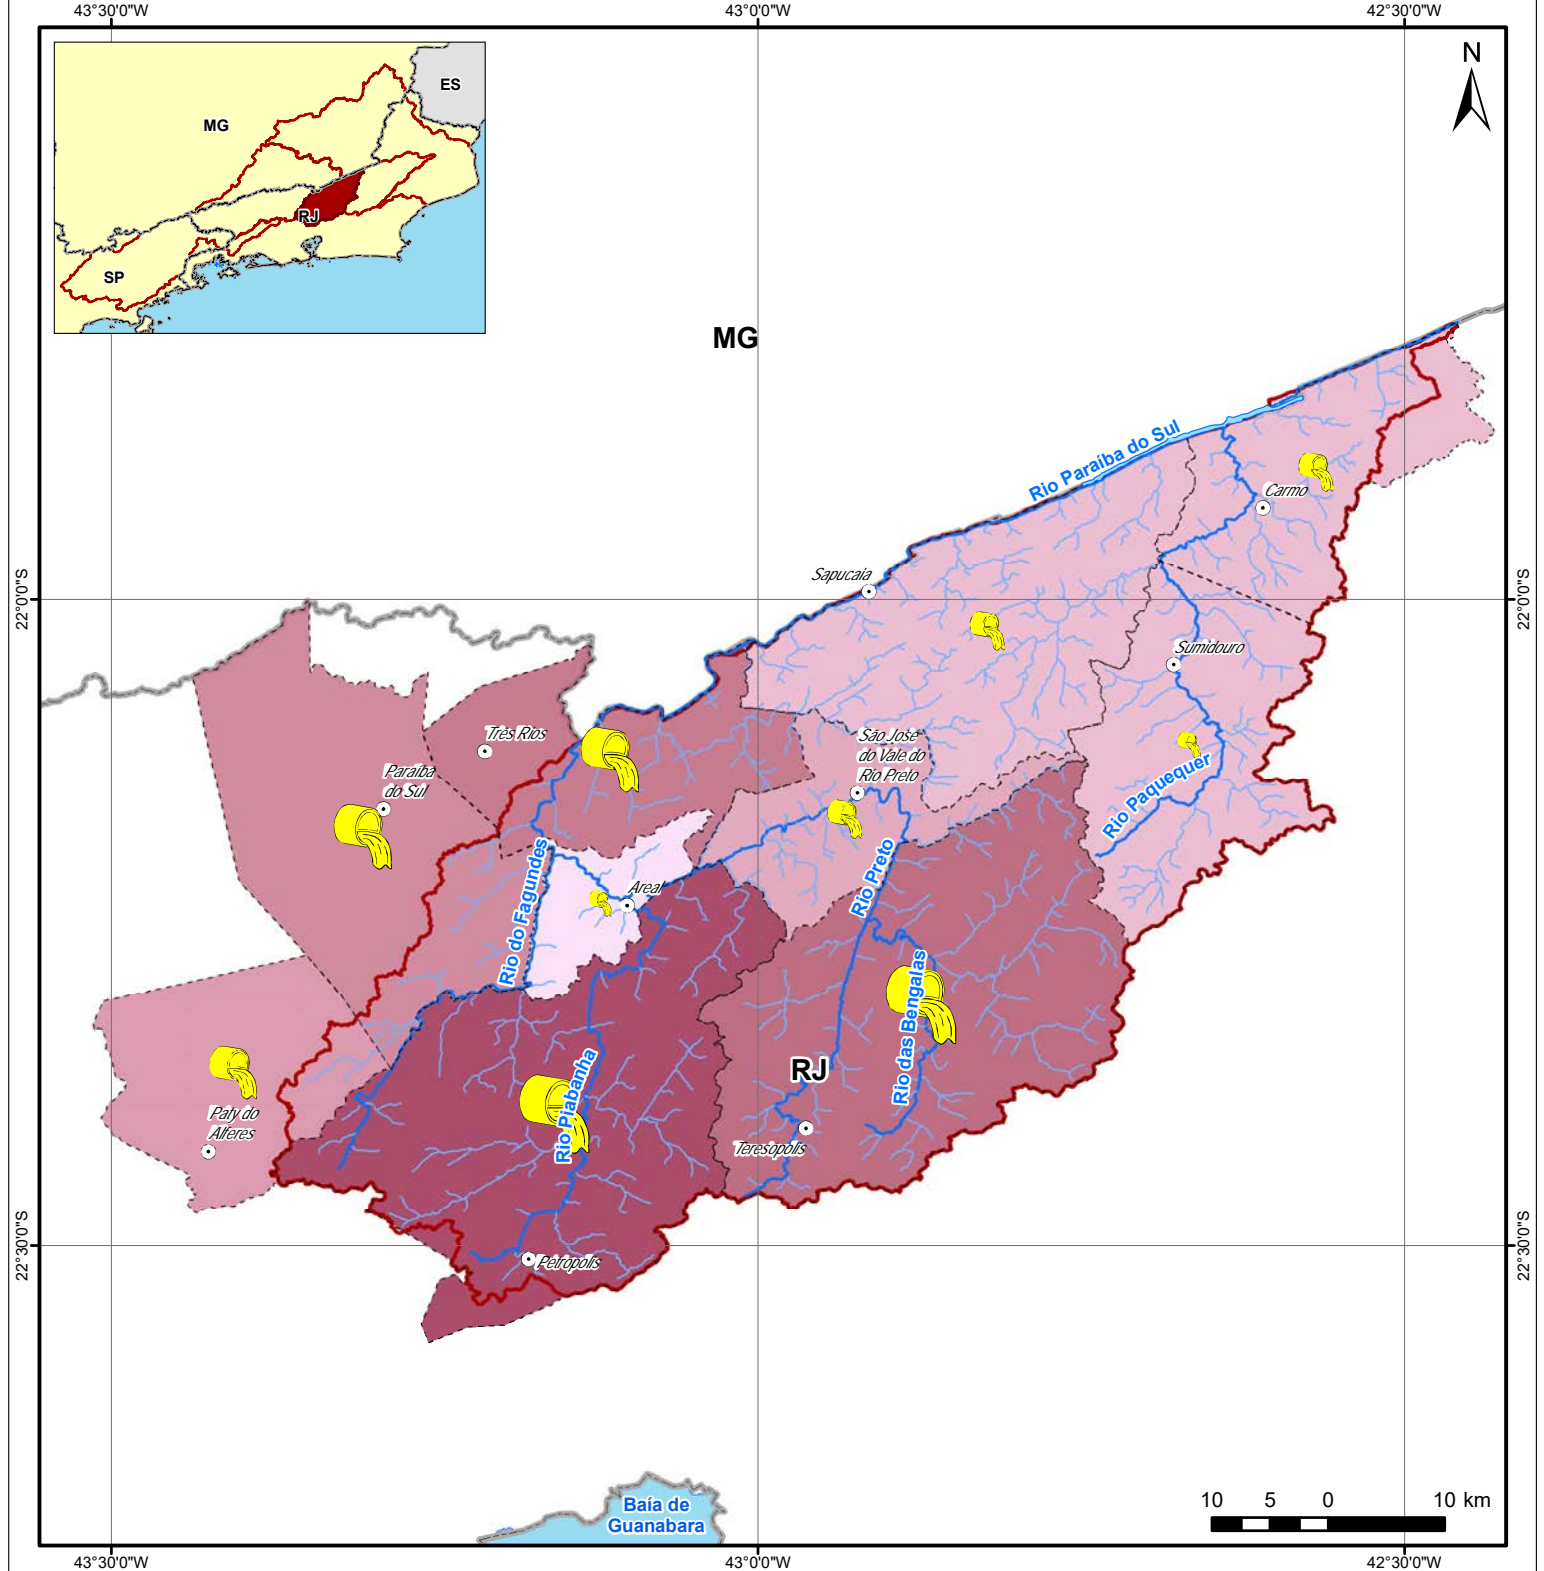 43°30'0"W
43°0'0"W
42°30'0"W
N
ES
MG
RJ
SP
MG
Rio Paraíba do Sul
Carmo
Sapucaia
22°0'0"S
22°0'0"S
Sumidouro
Três Rios
São José
do Vale do
Rio Preto
Paraíba
do Sul
Rio Paquequer
Rio do Fagundes
Areal
Rio Preto
Rio das Bengalas
RJ
Rio Piabanha
Paty do
Alferes
Teresópolis
22°30'0"S
22°30'0"S
Petrópolis
Baía de
Guanabara
10 5 0 10 km
43°30'0"W
43°0'0"W
42°30'0"W